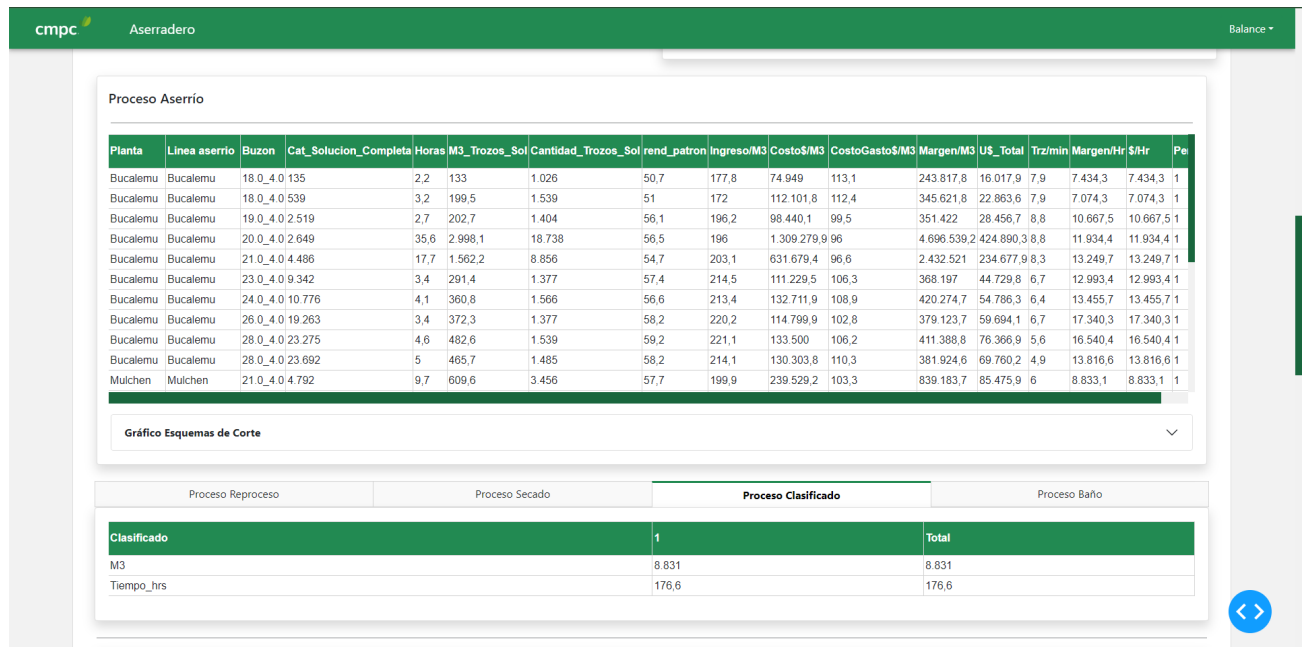 cmpc Aserradero Balance
Proceso Aserrío
Planta Linea aserrio Buzon Cat_Solucion_Completa Horas M3_Trozos_Sol Cantidad_Trozos_Sol rend_patron Ingreso/M3 Costo$/M3 CostoGasto$/M3 Margen/M3 U$_Total Trz/min Margen/Hr $/Hr Pe
Bucalemu Bucalemu 18.0_4.0 135 2,2 133 1.026 50,7 177,8 74.949 113,1 243.817,8 16.017,9 7,9 7.434,3 7.434,3 1
Bucalemu Bucalemu 18.0_4.0 539 3,2 199,5 1.539 51 172 112.101,8 112,4 345.621,8 22.863,6 7,9 7.074,3 7.074,3 1
Bucalemu Bucalemu 19.0_4.0 2.519 2,7 202,7 1.404 56,1 196,2 98.440,1 99,5 351.422 28.456,7 8,8 10.667,5 10.667,5 1
Bucalemu Bucalemu 20.0_4.0 2.649 35,6 2.998,1 18.738 56,5 196 1.309.279,9 96 4.696.539,2 424.890,3 8,8 11.934,4 11.934,4 1
Bucalemu Bucalemu 21.0_4.0 4.486 17,7 1.562,2 8.856 54,7 203,1 631.679,4 96,6 2.432.521 234.677,9 8,3 13.249,7 13.249,7 1
Bucalemu Bucalemu 23.0_4.0 9.342 3,4 291,4 1.377 57,4 214,5 111.229,5 106,3 368.197 44.729,8 6,7 12.993,4 12.993,4 1
Bucalemu Bucalemu 24.0_4.0 10.776 4,1 360,8 1.566 56,6 213,4 132.711,9 108,9 420.274,7 54.786,3 6,4 13.455,7 13.455,7 1
Bucalemu Bucalemu 26.0_4.0 19.263 3,4 372,3 1.377 58,2 220,2 114.799,9 102,8 379.123,7 59.694,1 6,7 17.340,3 17.340,3 1
Bucalemu Bucalemu 28.0_4.0 23.275 4,6 482,6 1.539 59,2 221,1 133.500 106,2 411.388,8 76.366,9 5,6 16.540,4 16.540,4 1
Bucalemu Bucalemu 28.0_4.0 23.692 5 465,7 1.485 58,2 214,1 130.303,8 110,3 381.924,6 69.760,2 4,9 13.816,6 13.816,6 1
Mulchen Mulchen 21.0_4.0 4.792 9,7 609,6 3.456 57,7 199,9 239.529,2 103,3 839.183,7 85.475,9 6 8.833,1 8.833,1 1
Gráfico Esquemas de Corte
Proceso Reproceso Proceso Secado Proceso Clasificado Proceso Baño
Clasificado 1 Total
M3 8.831 8.831
Tiempo_hrs 176,6 176,6